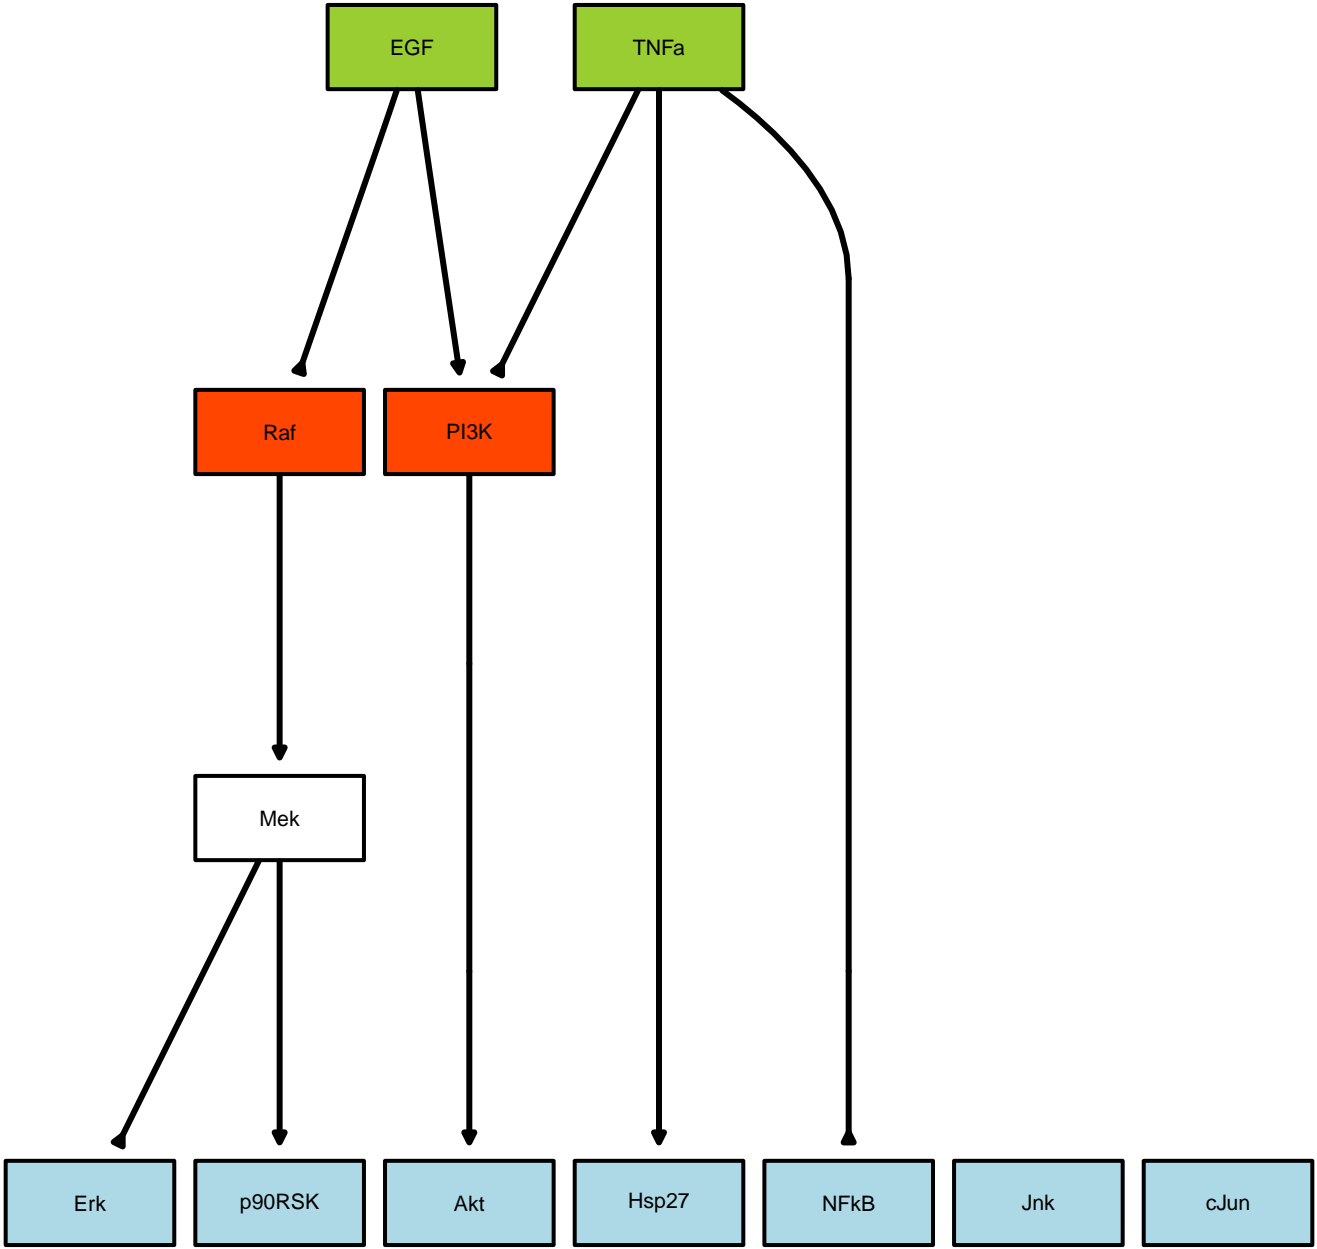 EGF
TNFa
Raf
PI3K
Mek
Erk
p90RSK
Akt
Hsp27
NFkB
Jnk
cJun